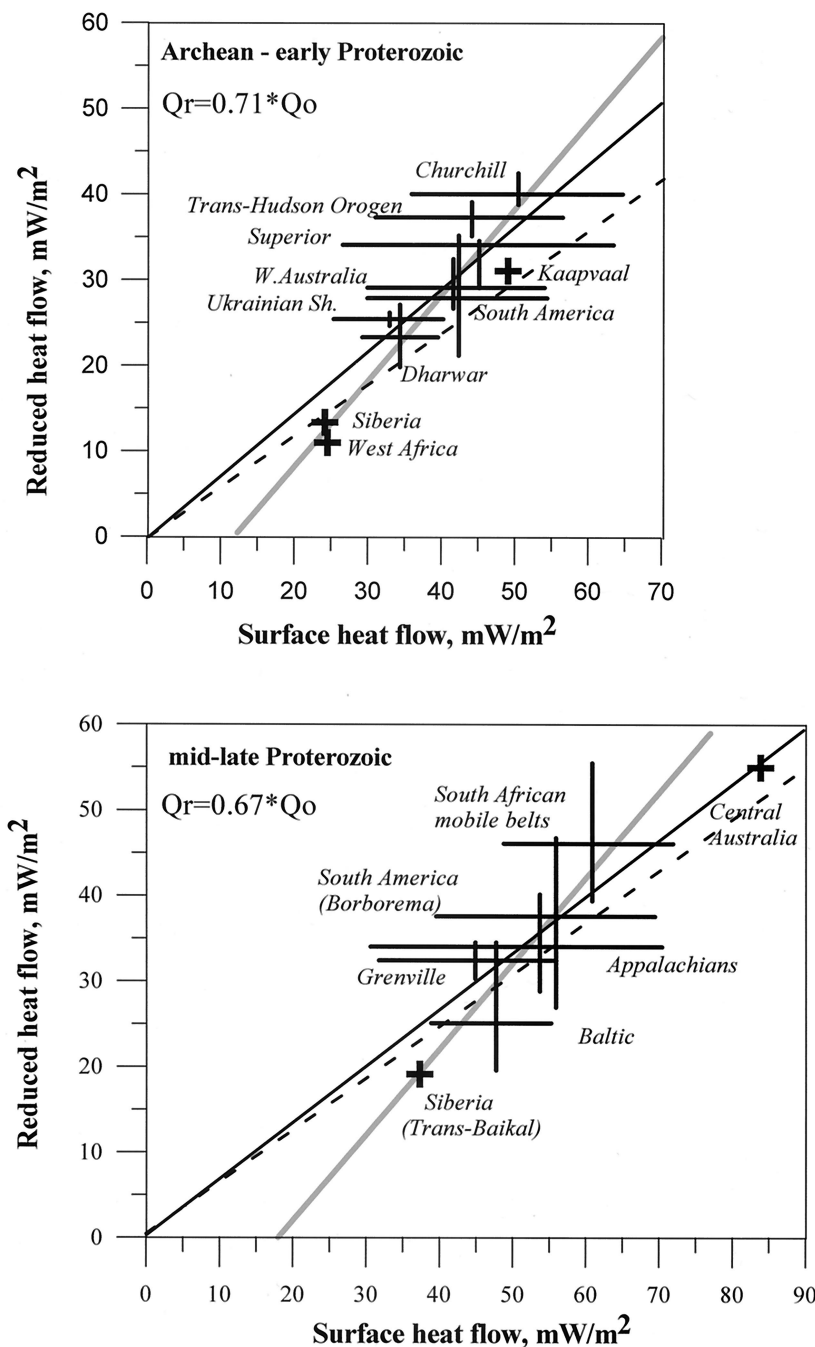 60
Archean - early Proterozoic
Qr=0.71*Qo
50
Churchill
40
Trans-Hudson Orogen
Superior
30
W.Australia
Kaapvaal
Ukrainian Sh.
South America
20
Dharwar
Siberia
10
West Africa
0
0 10 20 30 40 50 60 70
Reduced heat flow, mW/m²
Surface heat flow, mW/m²
60
mid-late Proterozoic
Qr=0.67*Qo
50
South African
mobile belts
Central
Australia
40
South America
(Borborema)
30
Grenville
Appalachians
Baltic
20
Siberia
(Trans-Baikal)
10
0
0 10 20 30 40 50 60 70 80 90
Reduced heat flow, mW/m²
Surface heat flow, mW/m²